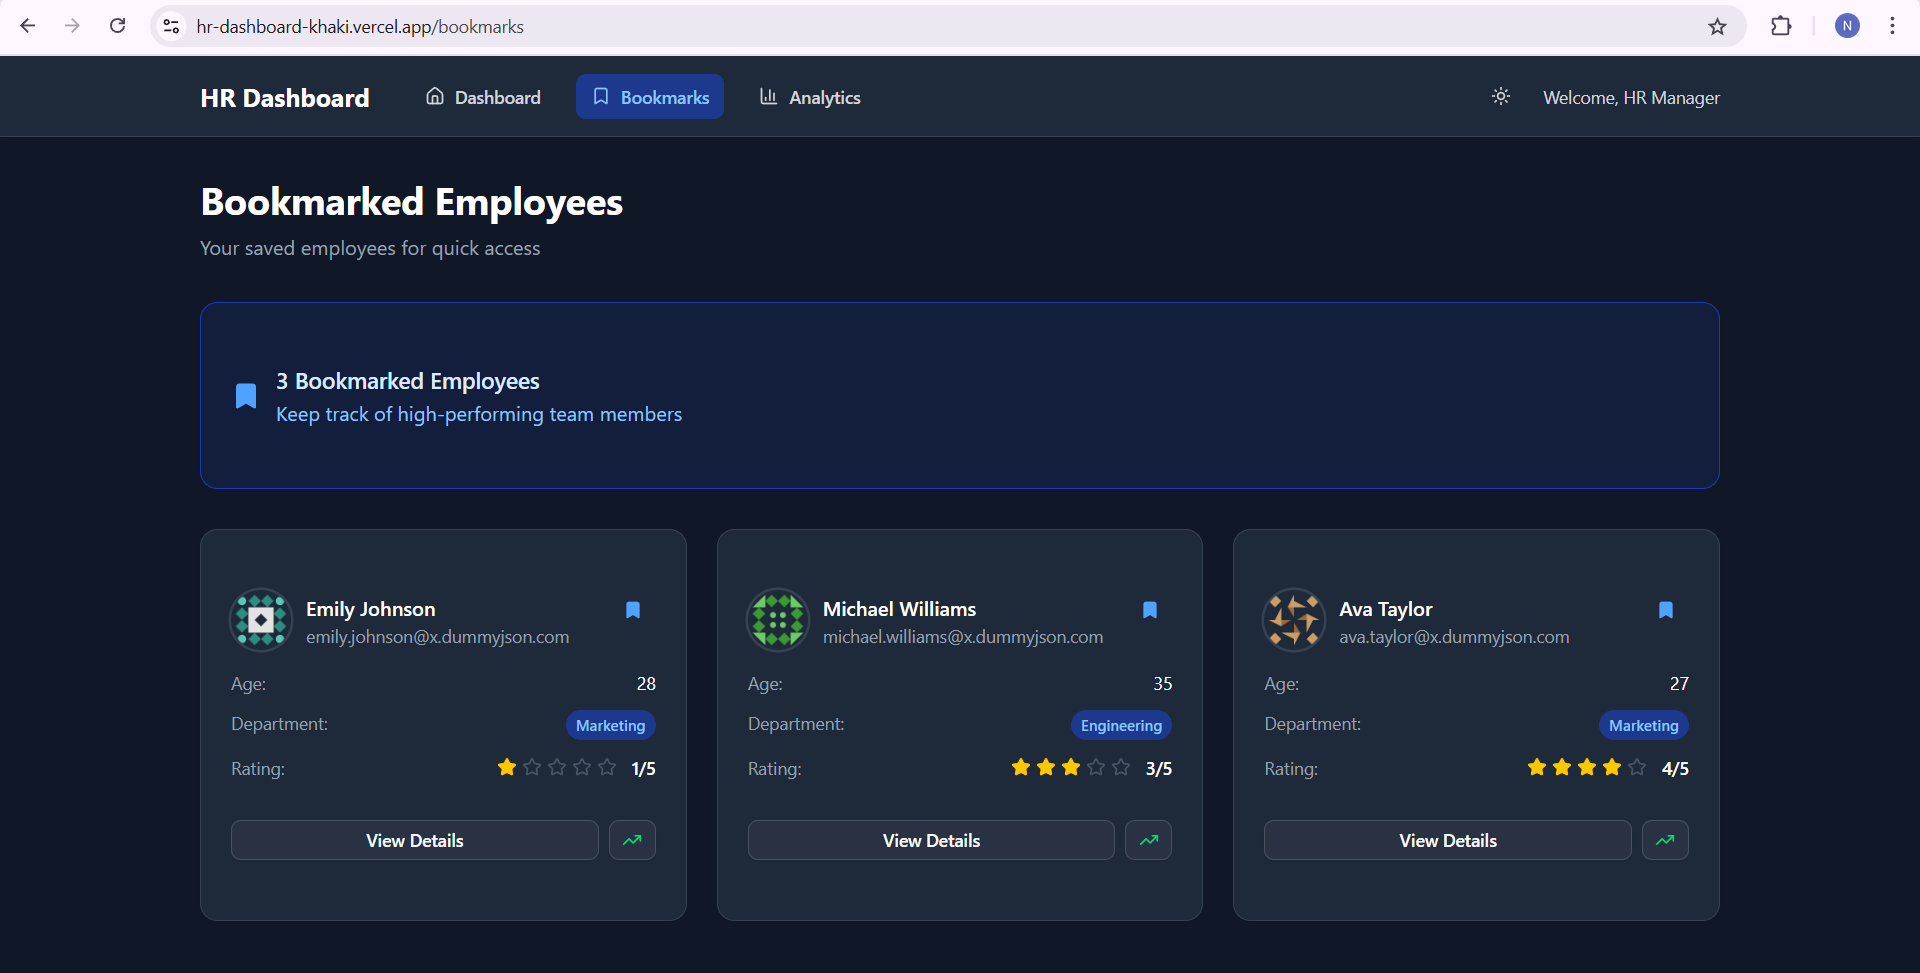 hr-dashboard-khaki.vercel.app/bookmarks
N
HR Dashboard
Dashboard
Bookmarks
Analytics
Welcome, HR Manager
Bookmarked Employees
Your saved employees for quick access
3 Bookmarked Employees
Keep track of high-performing team members
Emily Johnson
emily.johnson@x.dummyjson.com
Age: 28
Department: Marketing
Rating: 1/5
View Details
Michael Williams
michael.williams@x.dummyjson.com
Age: 35
Department: Engineering
Rating: 3/5
View Details
Ava Taylor
ava.taylor@x.dummyjson.com
Age: 27
Department: Marketing
Rating: 4/5
View Details